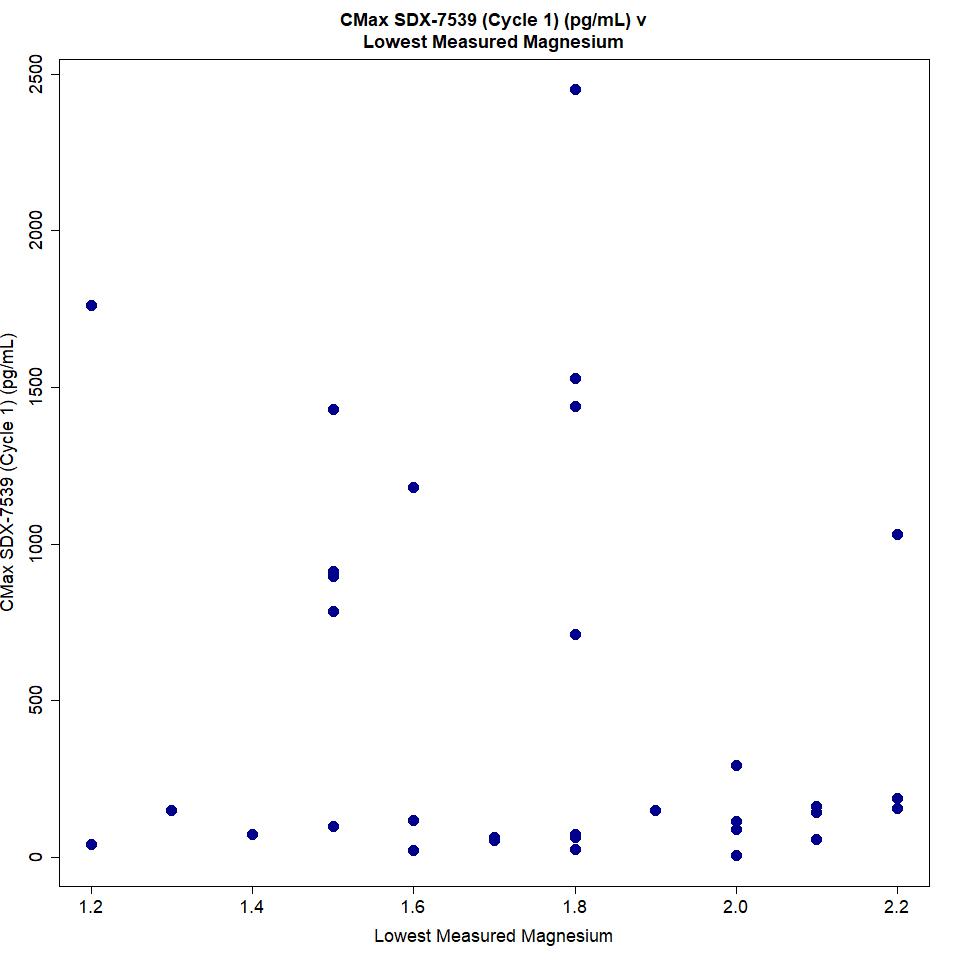 CMax SDX-7539 (Cycle 1) (pg/mL) v
Lowest Measured Magnesium
CMax SDX-7539 (Cycle 1) (pg/mL)
2500
2000
1500
1000
500
0
1.2 1.4 1.6 1.8 2.0 2.2
Lowest Measured Magnesium